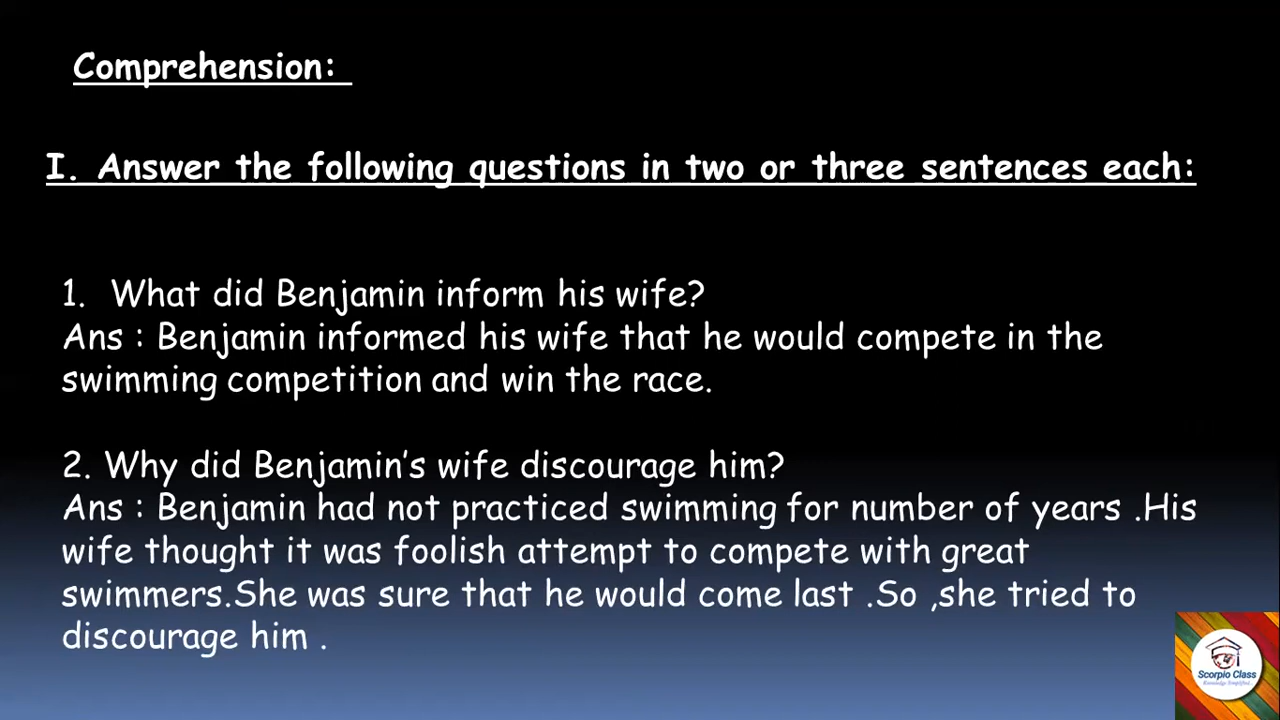 Comprehension:
I. Answer the following questions in two or three sentences each:
1. What did Benjamin inform his wife?
Ans : Benjamin informed his wife that he would compete in the
swimming competition and win the race.
2. Why did Benjamin's wife discourage him?
Ans : Benjamin had not practiced swimming for number of years .His
wife thought it was foolish attempt to compete with great
swimmers.She was sure that he would come last .So ,she tried to
discourage him .
Scorpio Class
Knowledge Simplified